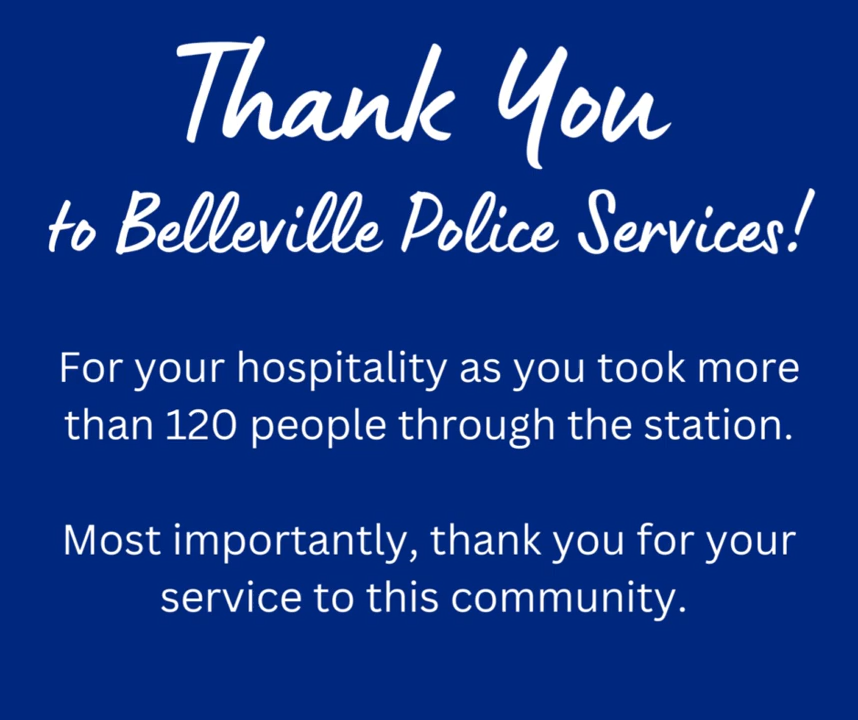 Thank You
to Belleville Police Services!
For your hospitality as you took more
than 120 people through the station.
Most importantly, thank you for your
service to this community.